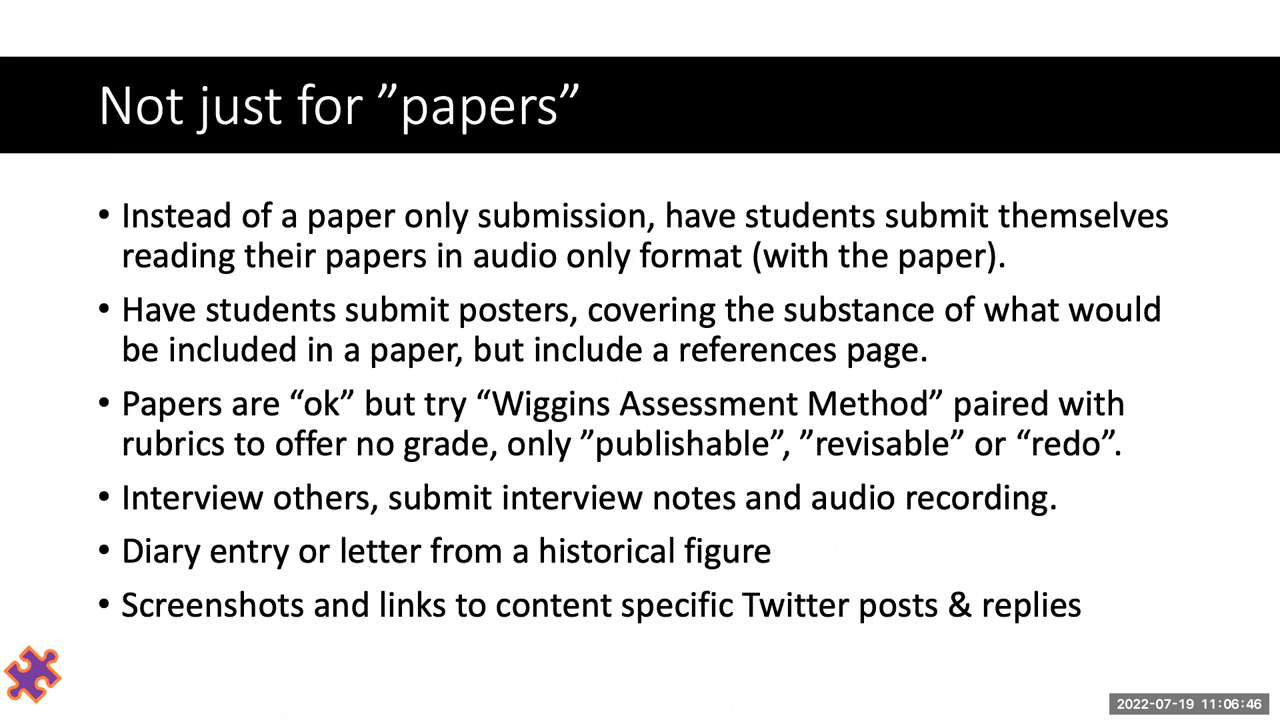 Not just for ”papers”
• Instead of a paper only submission, have students submit themselves
reading their papers in audio only format (with the paper).
• Have students submit posters, covering the substance of what would
be included in a paper, but include a references page.
• Papers are “ok” but try “Wiggins Assessment Method” paired with
rubrics to offer no grade, only ”publishable”, ”revisable” or “redo”.
• Interview others, submit interview notes and audio recording.
• Diary entry or letter from a historical figure
• Screenshots and links to content specific Twitter posts & replies
2022-07-19 11:06:46